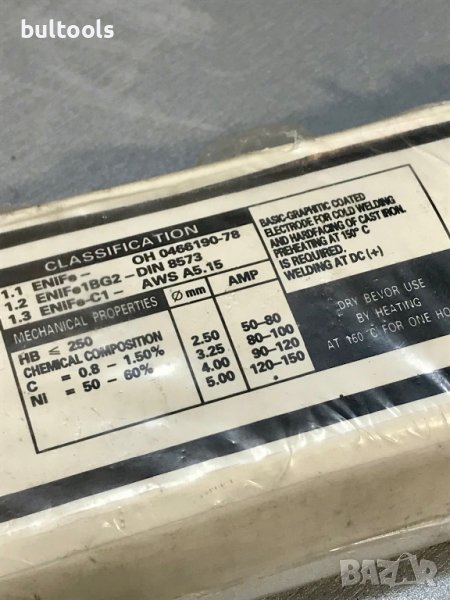 bultools
CLASSIFICATION
1.1 ENiFe - OH 0466190-78
1.2 ENiFe1BG2 - DIN 8573
1.3 ENiFe-C1 - AWS A5.15
MECHANICAL PROPERTIES Ø mm AMP
HB ≤ 250
CHEMICAL COMPOSITION
C = 0.8 - 1.50%
Ni = 50 - 60%
2.50 50-80
3.25 80-100
4.00 90-120
5.00 120-150
BASIC-GRAPHITIC COATED
ELECTRODE FOR COLD WELDING
AND HARDFACING OF CAST IRON.
PREHEATING AT 150° C
IS REQUIRED.
WELDING AT DC (+)
DRY BEVOR USE
BY HEATING
AT 160°C FOR ONE HO
BAZAR